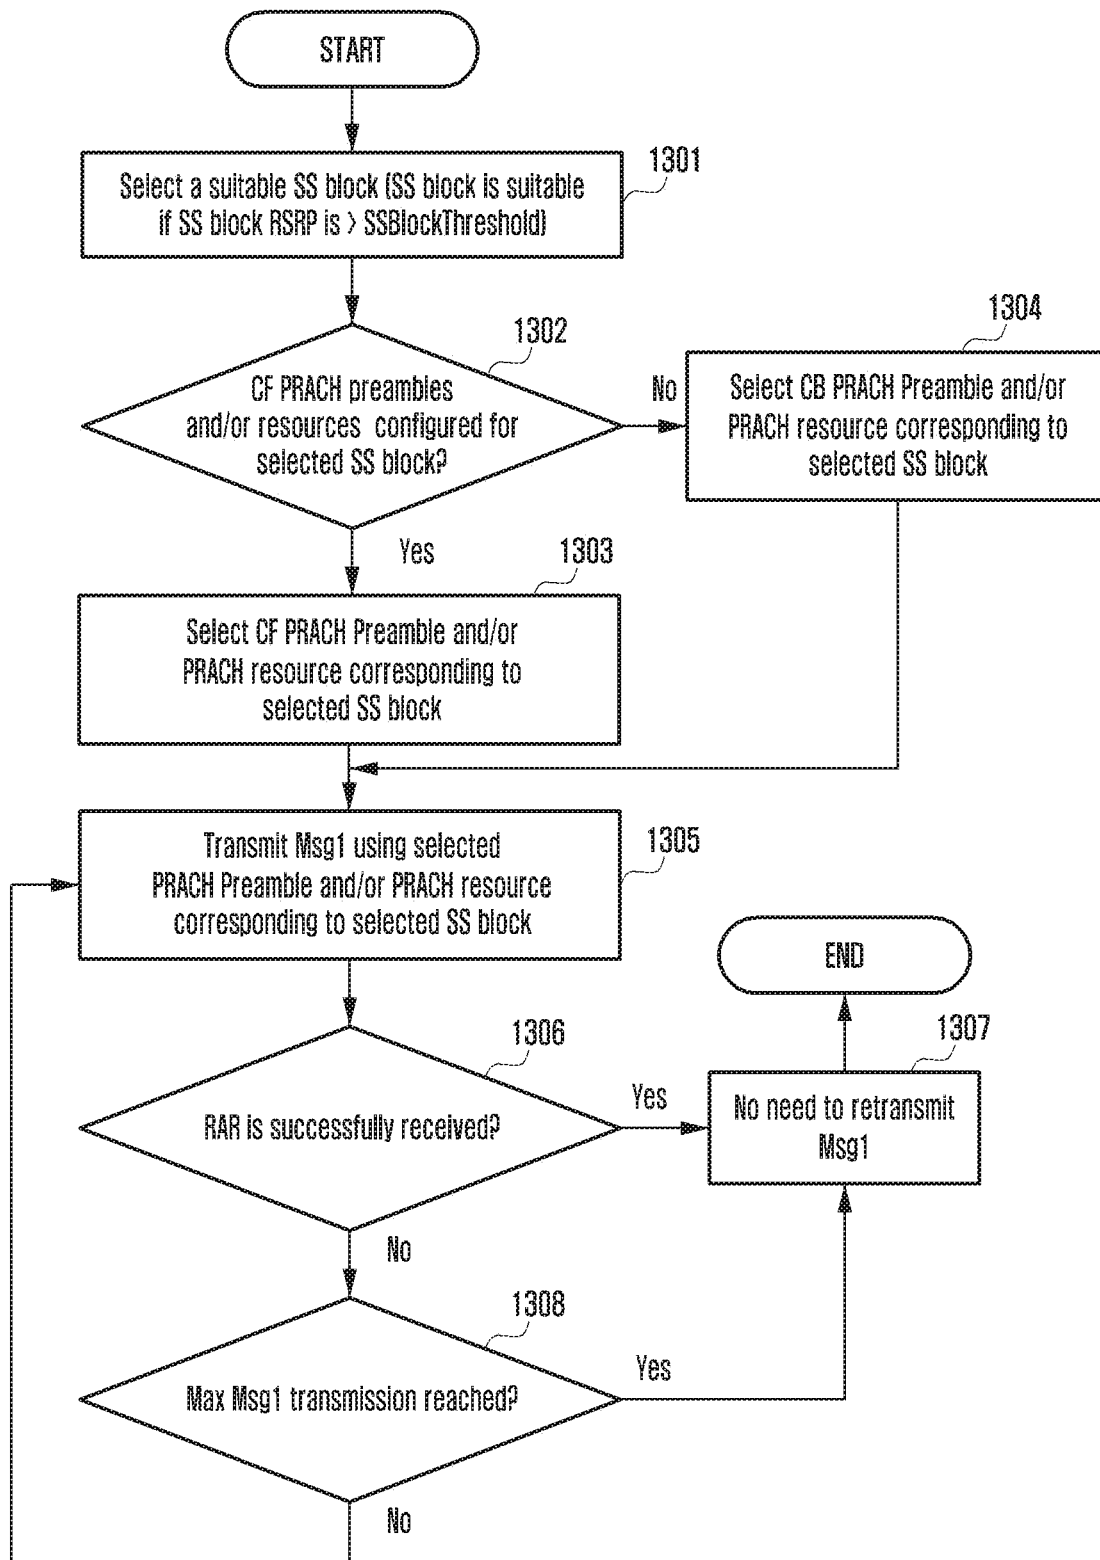 START
1301
Select a suitable SS block (SS block is suitable
if SS block RSRP is > SSBlockThreshold)
1302
CF PRACH preambles
and/or resources configured for
selected SS block?
No
1304
Select CB PRACH Preamble and/or
PRACH resource corresponding to
selected SS block
Yes
1303
Select CF PRACH Preamble and/or
PRACH resource corresponding to
selected SS block
1305
Transmit Msg1 using selected
PRACH Preamble and/or PRACH resource
corresponding to selected SS block
END
1306
RAR is successfully received?
Yes
1307
No need to retransmit
Msg1
No
1308
Max Msg1 transmission reached?
Yes
No